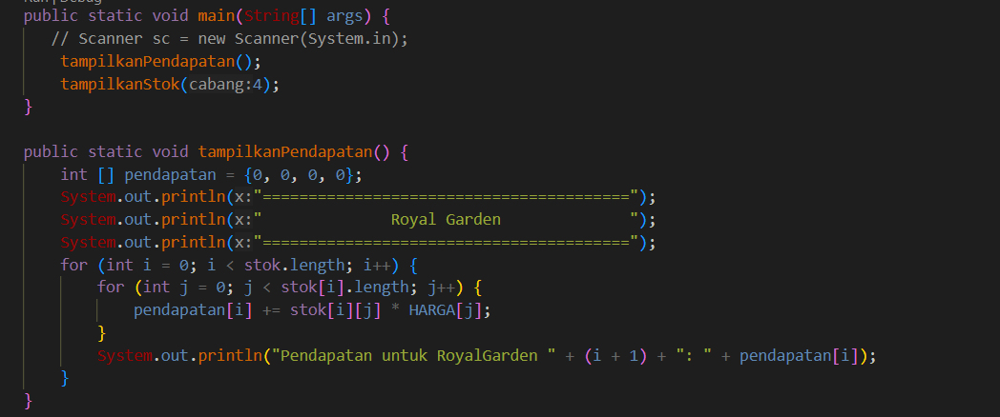 Run | Debug
public static void main(String[] args) {
// Scanner sc = new Scanner(System.in);
tampilkanPendapatan();
tampilkanStok(cabang:4);
}
public static void tampilkanPendapatan() {
int [] pendapatan = {0, 0, 0, 0};
System.out.println(x:"========================================");
System.out.println(x:"              Royal Garden              ");
System.out.println(x:"========================================");
for (int i = 0; i < stok.length; i++) {
for (int j = 0; j < stok[i].length; j++) {
pendapatan[i] += stok[i][j] * HARGA[j];
}
System.out.println("Pendapatan untuk RoyalGarden " + (i + 1) + ": " + pendapatan[i]);
}
}